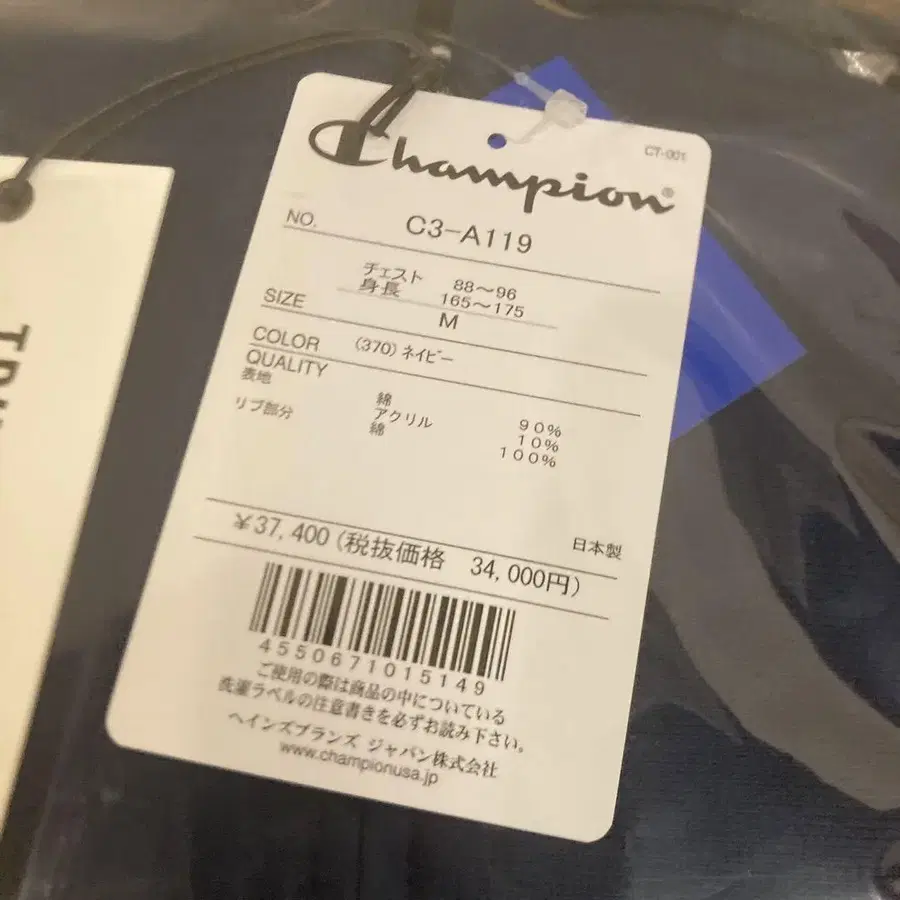 CT-001
Champion®
NO. C3-A119
チェスト 88～96
身長 165～175
SIZE M
COLOR (370) ネイビー
QUALITY
表地 綿 90%
アクリル 10%
リブ部分 綿 100%
日本製
￥37,400(税抜価格 34,000円)
4550671015149
ご使用の際は商品の中についている
洗濯ラベルの注意書きを必ずお読み下さい。
ヘインズブランズ ジャパン株式会社
www.championusa.jp